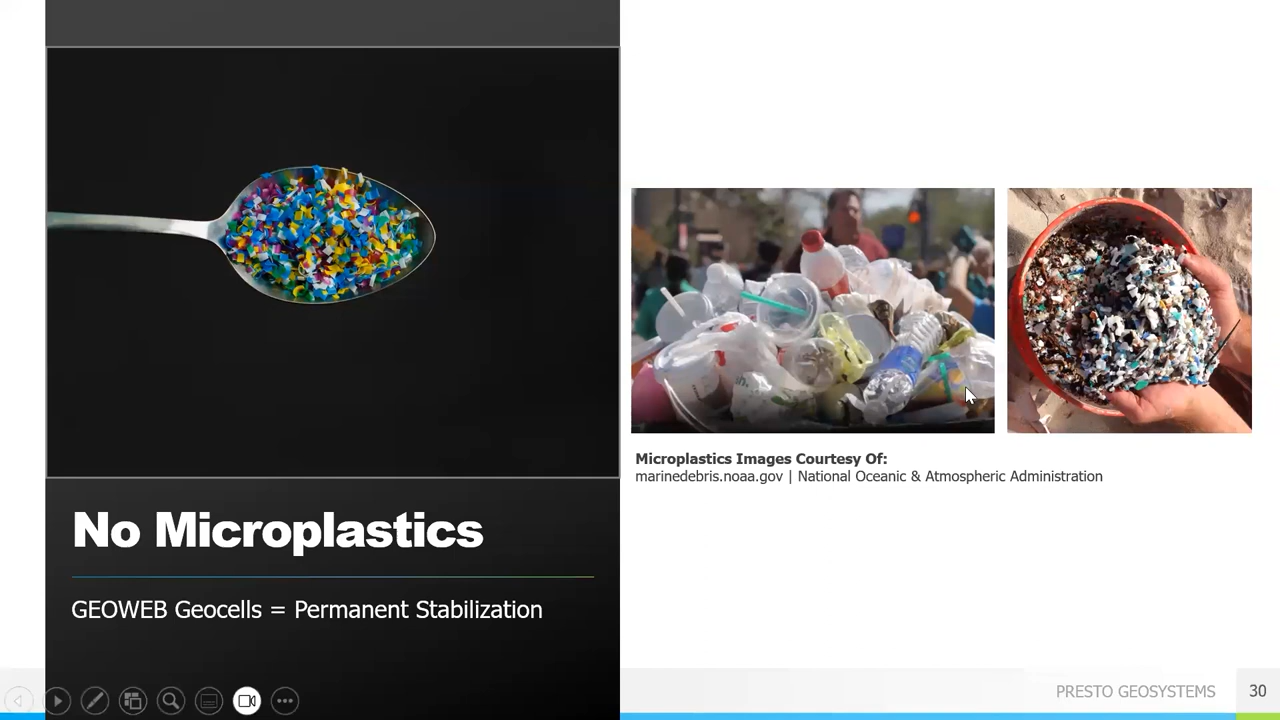 No Microplastics
GEOWEB Geocells = Permanent Stabilization
Microplastics Images Courtesy Of:
marinedebris.noaa.gov | National Oceanic & Atmospheric Administration
PRESTO GEOSYSTEMS
30